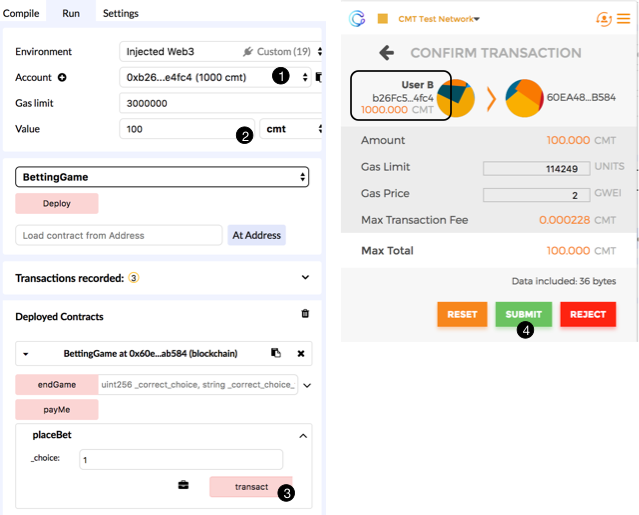 Compile Run Settings
Environment Injected Web3 Custom (19)
Account 0xb26...e4fc4 (1000 cmt) 1
Gas limit 3000000
Value 100 2 cmt
BettingGame
Deploy
Load contract from Address At Address
Transactions recorded: 3
Deployed Contracts
BettingGame at 0x60e...ab584 (blockchain)
endGame uint256 _correct_choice, string _correct_choice_
payMe
placeBet
_choice: 1
transact 3
CMT Test Network
CONFIRM TRANSACTION
User B
b26Fc5...4fc4
1000.000 CMT
60EA48...B584
Amount 100.000 CMT
Gas Limit 114249 UNITS
Gas Price 2 GWEI
Max Transaction Fee 0.000228 CMT
Max Total 100.000 CMT
Data included: 36 bytes
RESET SUBMIT REJECT
4